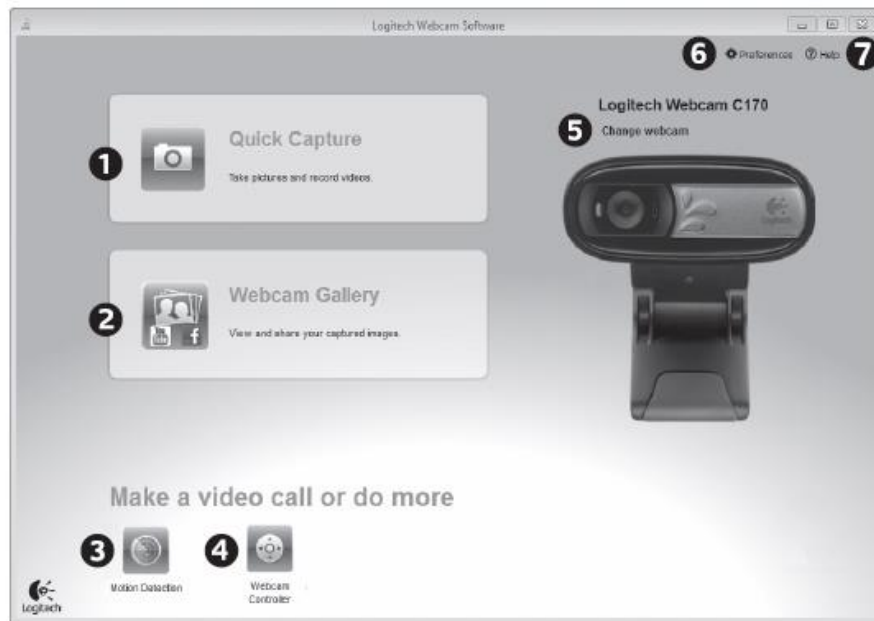 Logitech Webcam Software
6 Preferences Help 7
Logitech Webcam C170
5 Change webcam
Logitech
1 Quick Capture
Take pictures and record videos.
2 Webcam Gallery
View and share your captured images.
Make a video call or do more
3 4
Motion Detection
Webcam
Controller
Logitech